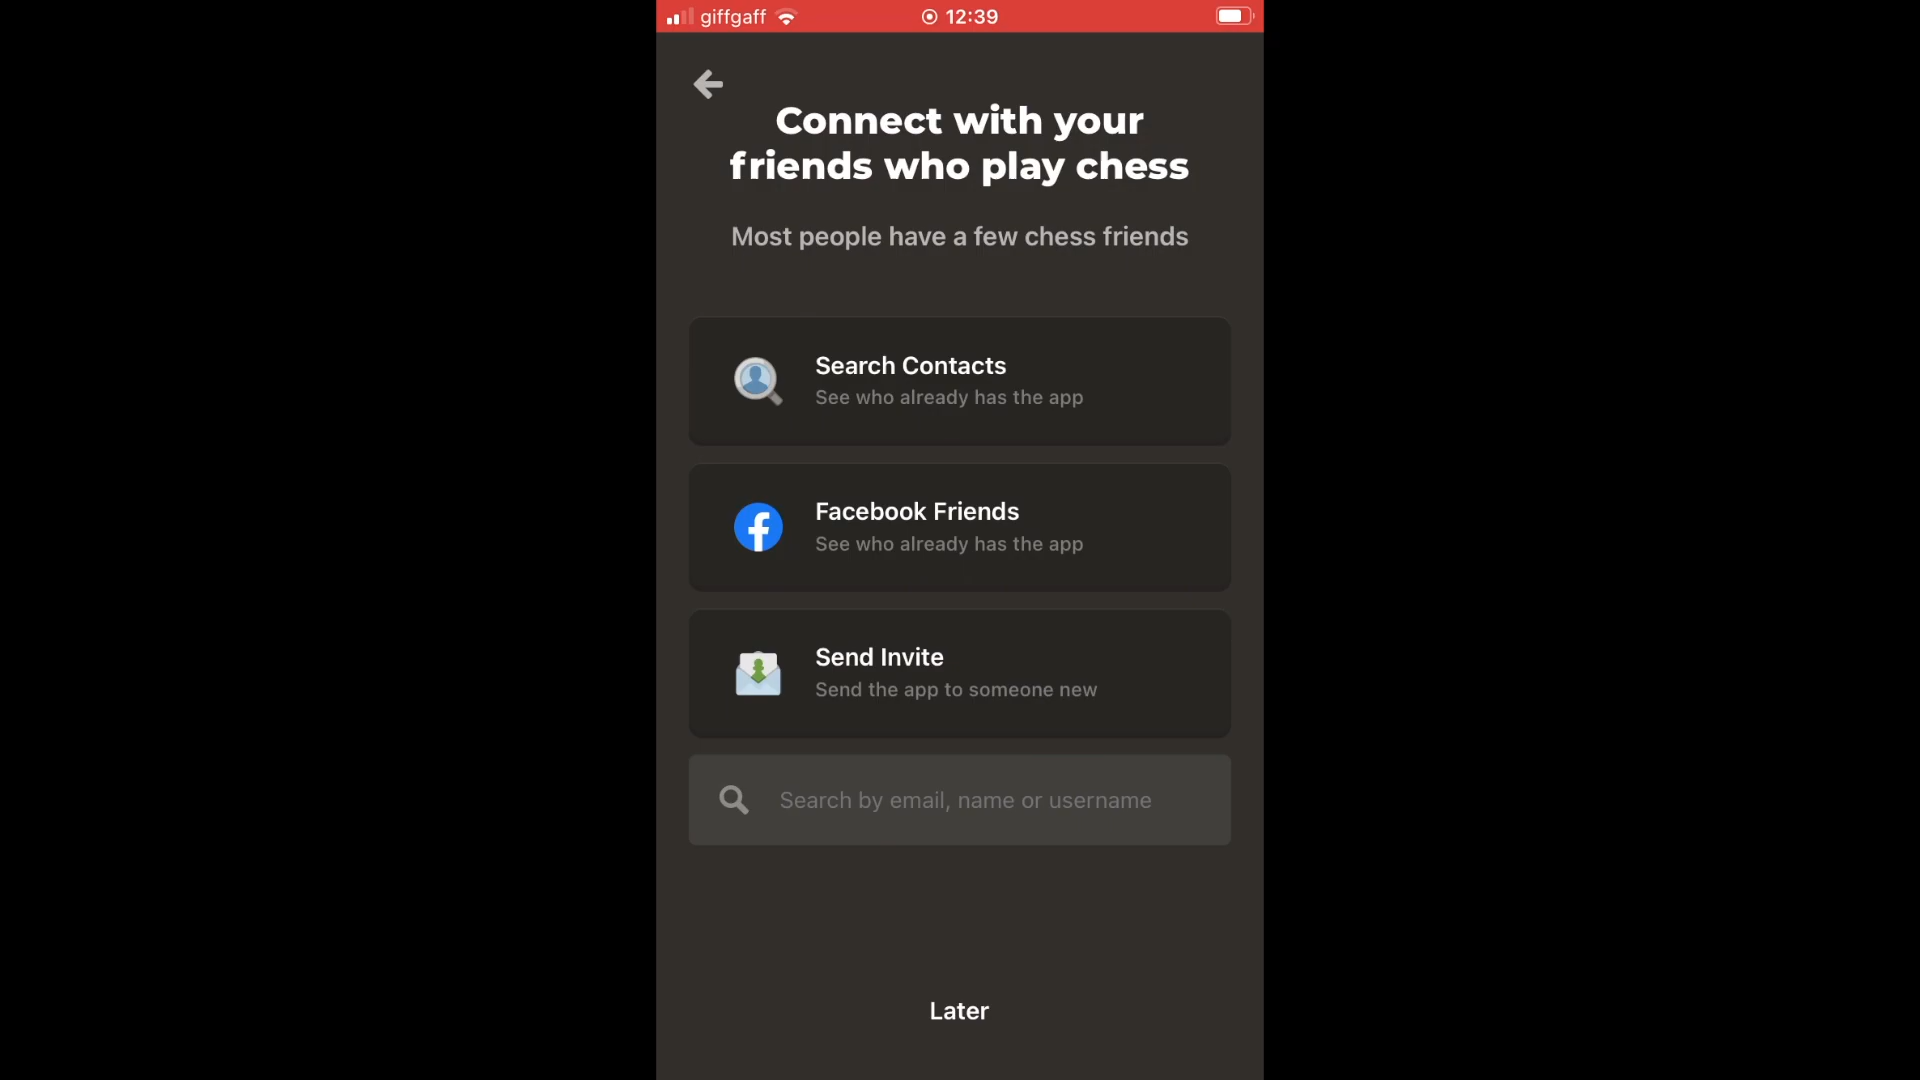 giffgaff
12:39
Connect with your
friends who play chess
Most people have a few chess friends
Search Contacts
See who already has the app
Facebook Friends
See who already has the app
Send Invite
Send the app to someone new
Search by email, name or username
Later